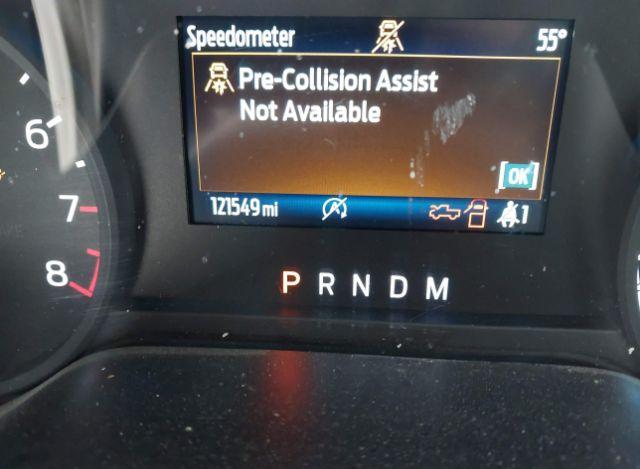 Speedometer 55°
Pre-Collision Assist
Not Available
OK
121549 mi 1
P R N D M
6
7
8